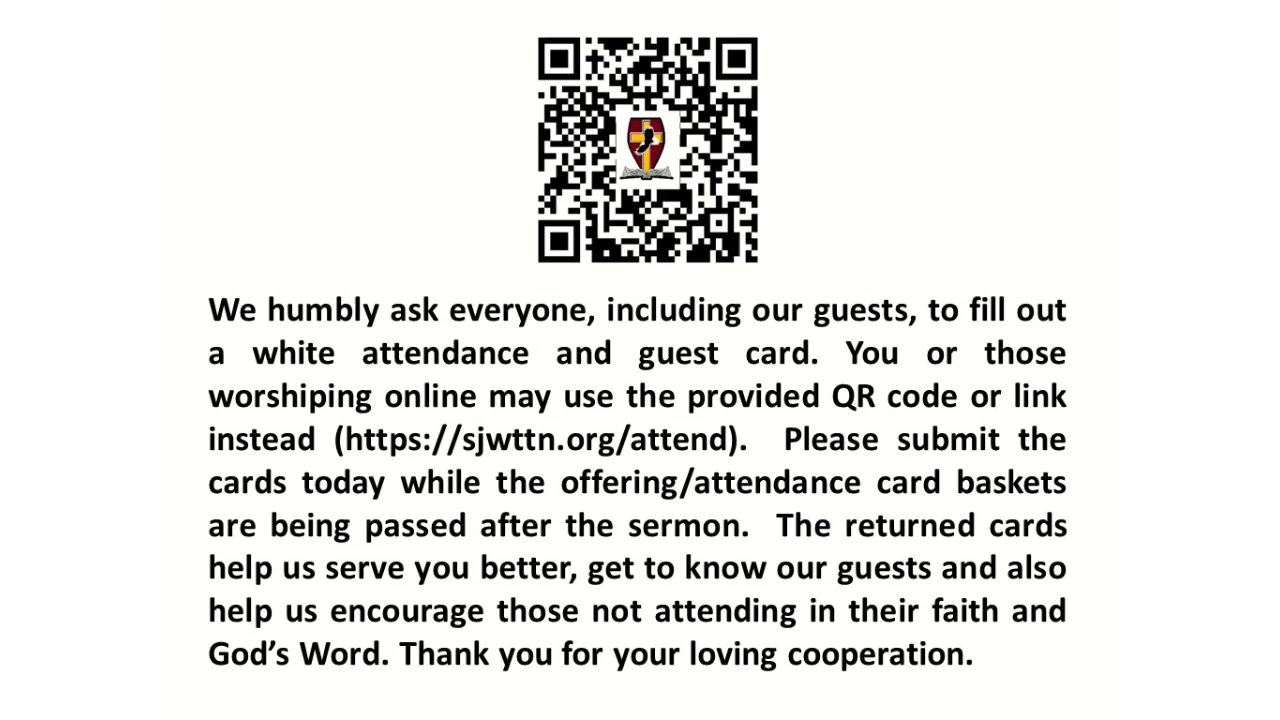 We humbly ask everyone, including our guests, to fill out
a white attendance and guest card. You or those
worshiping online may use the provided QR code or link
instead (https://sjwttn.org/attend). Please submit the
cards today while the offering/attendance card baskets
are being passed after the sermon. The returned cards
help us serve you better, get to know our guests and also
help us encourage those not attending in their faith and
God’s Word. Thank you for your loving cooperation.